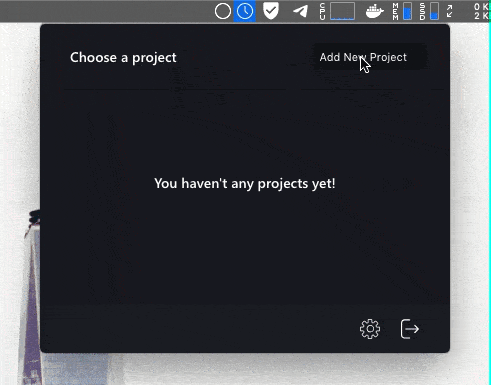 CPU
MEM
SSD
0 K
2 K
Choose a project
Add New Project
You haven't any projects yet!